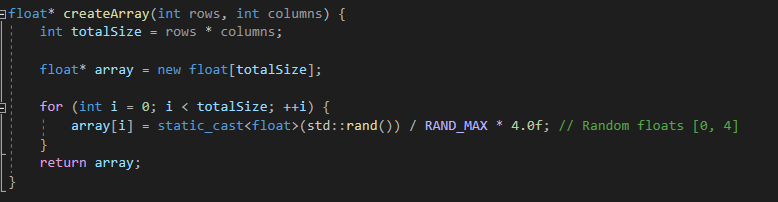 float* createArray(int rows, int columns) {
    int totalSize = rows * columns;

    float* array = new float[totalSize];

    for (int i = 0; i < totalSize; ++i) {
        array[i] = static_cast<float>(std::rand()) / RAND_MAX * 4.0f; // Random floats [0, 4]
    }
    return array;
}